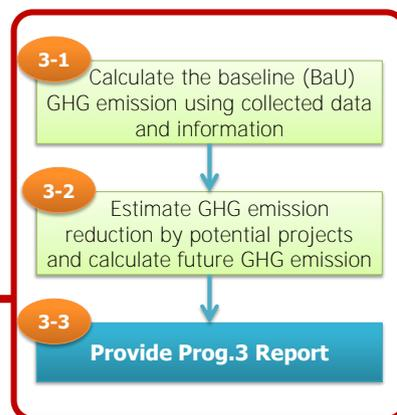 3-1
Calculate the baseline (BaU)
GHG emission using collected data
and information
3-2
Estimate GHG emission
reduction by potential projects
and calculate future GHG emission
3-3
Provide Prog.3 Report